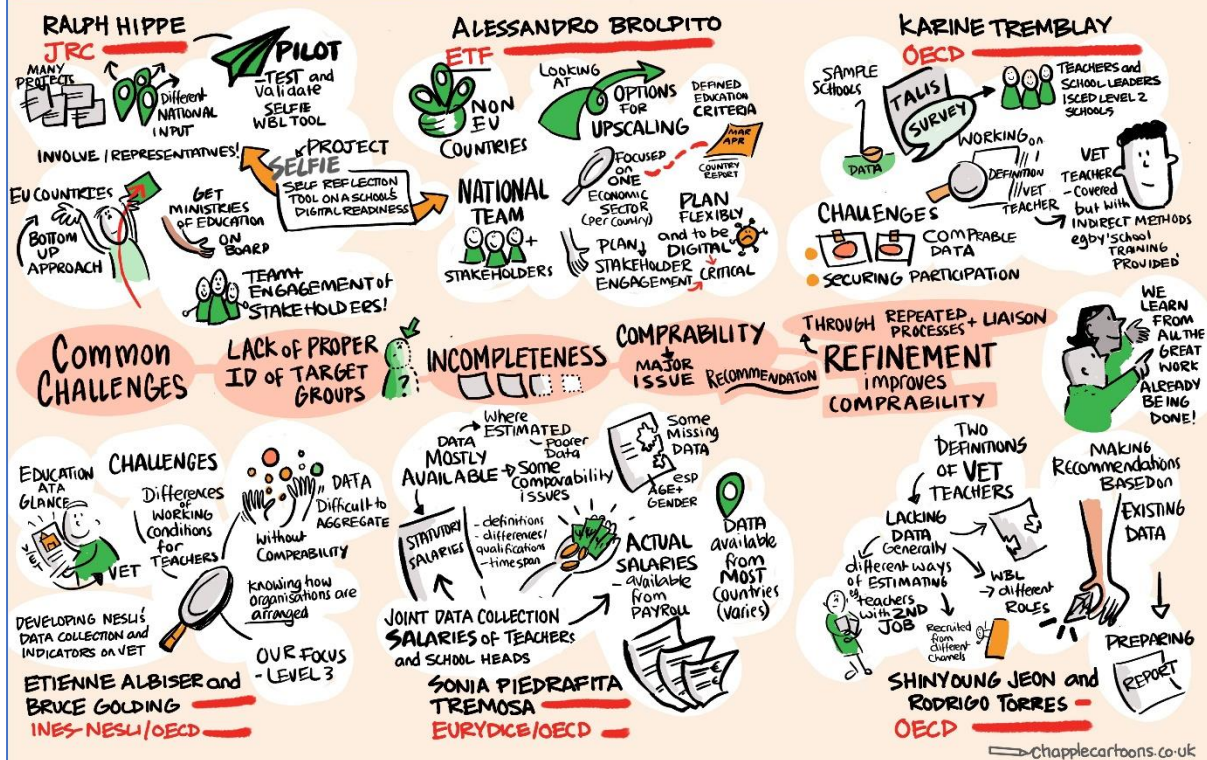 RALPH HIPPE
JRC
MANY
PROJECTS
Different
NATIONAL
INPUT
PILOT
-TEST and
Validate
SELFIE
WBL TOOL
INVOLVE / REPRESENTATIVES!
PROJECT
SELFIE
SELF REFLECTION
TOOL ON A SCHOOL'S
DIGITAL READINESS
EU COUNTRIES
BOTTOM
UP
APPROACH
GET
MINISTRIES
OF EDUCATION
ON
BOARD
TEAM+
ENGAGEMENT of
STAKEHOLDERS!
ALESSANDRO BROLPITO
ETF
NON
EU
COUNTRIES
LOOKING
AT
OPTIONS
FOR
UPSCALING
DEFINED
EDUCATION
CRITERIA
MAR
APR
COUNTRY
REPORT
FOCUSED
on
ONE
ECONOMIC
SECTOR
(per Country)
NATIONAL
TEAM
+
STAKEHOLDERS
PLAN
STAKEHOLDER
ENGAGEMENT
PLAN
FLEXIBLY
and to be
DIGITAL
CRITICAL
KARINE TREMBLAY
OECD
SAMPLE
SCHOOLS
DATA
TALIS
SURVEY
TEACHERS and
SCHOOL LEADERS
ISCED LEVEL 2
SCHOOLS
WORKING on
DEFINITION
VET
TEACHER
VET
TEACHER
-Covered
but with
INDIRECT METHODS
eg by 'school
TRAINING
PROVIDED'
CHALLENGES
COMPRABLE
DATA
SECURING PARTICIPATION
Common
CHALLENGES
LACK of PROPER
ID of TARGET
GROUPS
?
INCOMPLETENESS
COMPRABILITY
MAJOR
ISSUE
RECOMMENDATION
THROUGH REPEATED
PROCESSES + LIAISON
REFINEMENT
improves
COMPRABILITY
WE
LEARN
FROM
ALL THE
GREAT
WORK
ALREADY
BEING
DONE!
EDUCATION
AT A
GLANCE
VET
CHALLENGES
Differences
of
WORKING
CONDITIONS
for
TEACHERS
DATA
Difficult to
AGGREGATE
without
COMPRABILITY
Knowing how
ORGANISATIONS are
arranged
DEVELOPING NESLI'S
DATA COLLECTION and
INDICATORS ON VET
OUR FOCUS
- LEVEL 3
ETIENNE ALBISER and
BRUCE GOLDING
INES-NESLI/OECD
DATA
MOSTLY
AVAILABLE
Where
ESTIMATED
- Poorer
Data
Some
Comparability
issues
Some
Missing
DATA
esp
AGE+
GENDER
STATUTORY
SALARIES
- definitions
- differences/
qualifications
- timespan
ACTUAL
SALARIES
- available
from
PAYROLL
DATA
available
from
MOST
Countries
(varies)
JOINT DATA COLLECTION
SALARIES of TEACHERS
and SCHOOL HEADS
SONIA PIEDRAFITA
TREMOSA
EURYDICE/OECD
TWO
DEFINITIONS
OF VET
TEACHERS
LACKING
DATA
Generally
different ways
of ESTIMATING
eg teachers
with 2ND
JOB
WBL
different
ROLES
Recruited
from
different
Channels
MAKING
Recommendations
BASED on
EXISTING
DATA
PREPARING
REPORT
SHINYOUNG JEON and
RODRIGO TORRES
OECD
chapplecartoons.co.uk